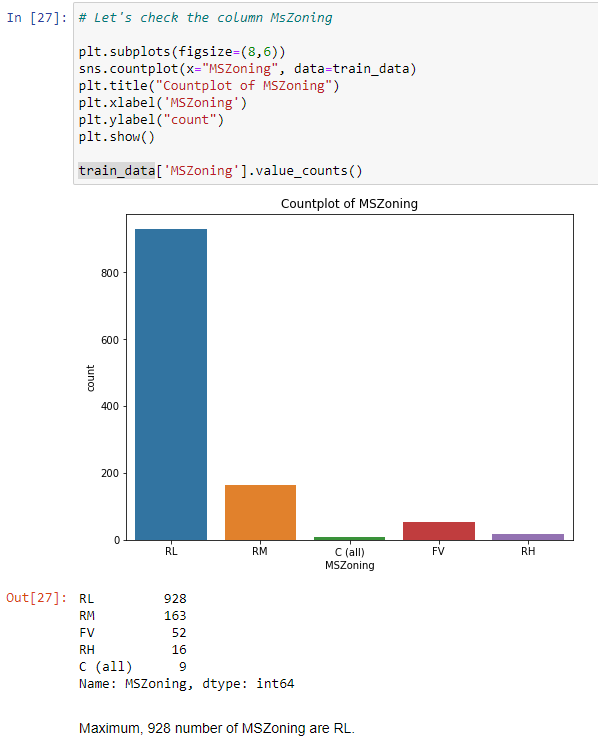 In [27]: # Let's check the column MsZoning
plt.subplots(figsize=(8,6))
sns.countplot(x="MSZoning", data=train_data)
plt.title("Countplot of MSZoning")
plt.xlabel('MSZoning')
plt.ylabel("count")
plt.show()
train_data['MSZoning'].value_counts()
Countplot of MSZoning
800
600
400
200
0
count
RL RM C (all) FV RH
MSZoning
Out[27]: RL 928
RM 163
FV 52
RH 16
C (all) 9
Name: MSZoning, dtype: int64
Maximum, 928 number of MSZoning are RL.